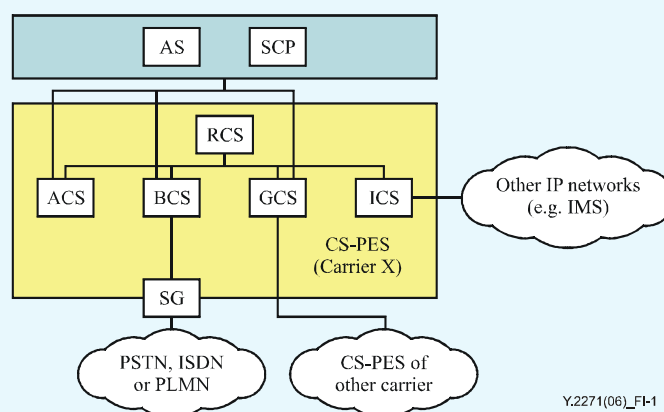 AS
SCP
RCS
ACS
BCS
GCS
ICS
Other IP networks
(e.g. IMS)
CS-PES
(Carrier X)
SG
PSTN, ISDN
or PLMN
CS-PES of
other carrier
Y.2271(06)_FI-1